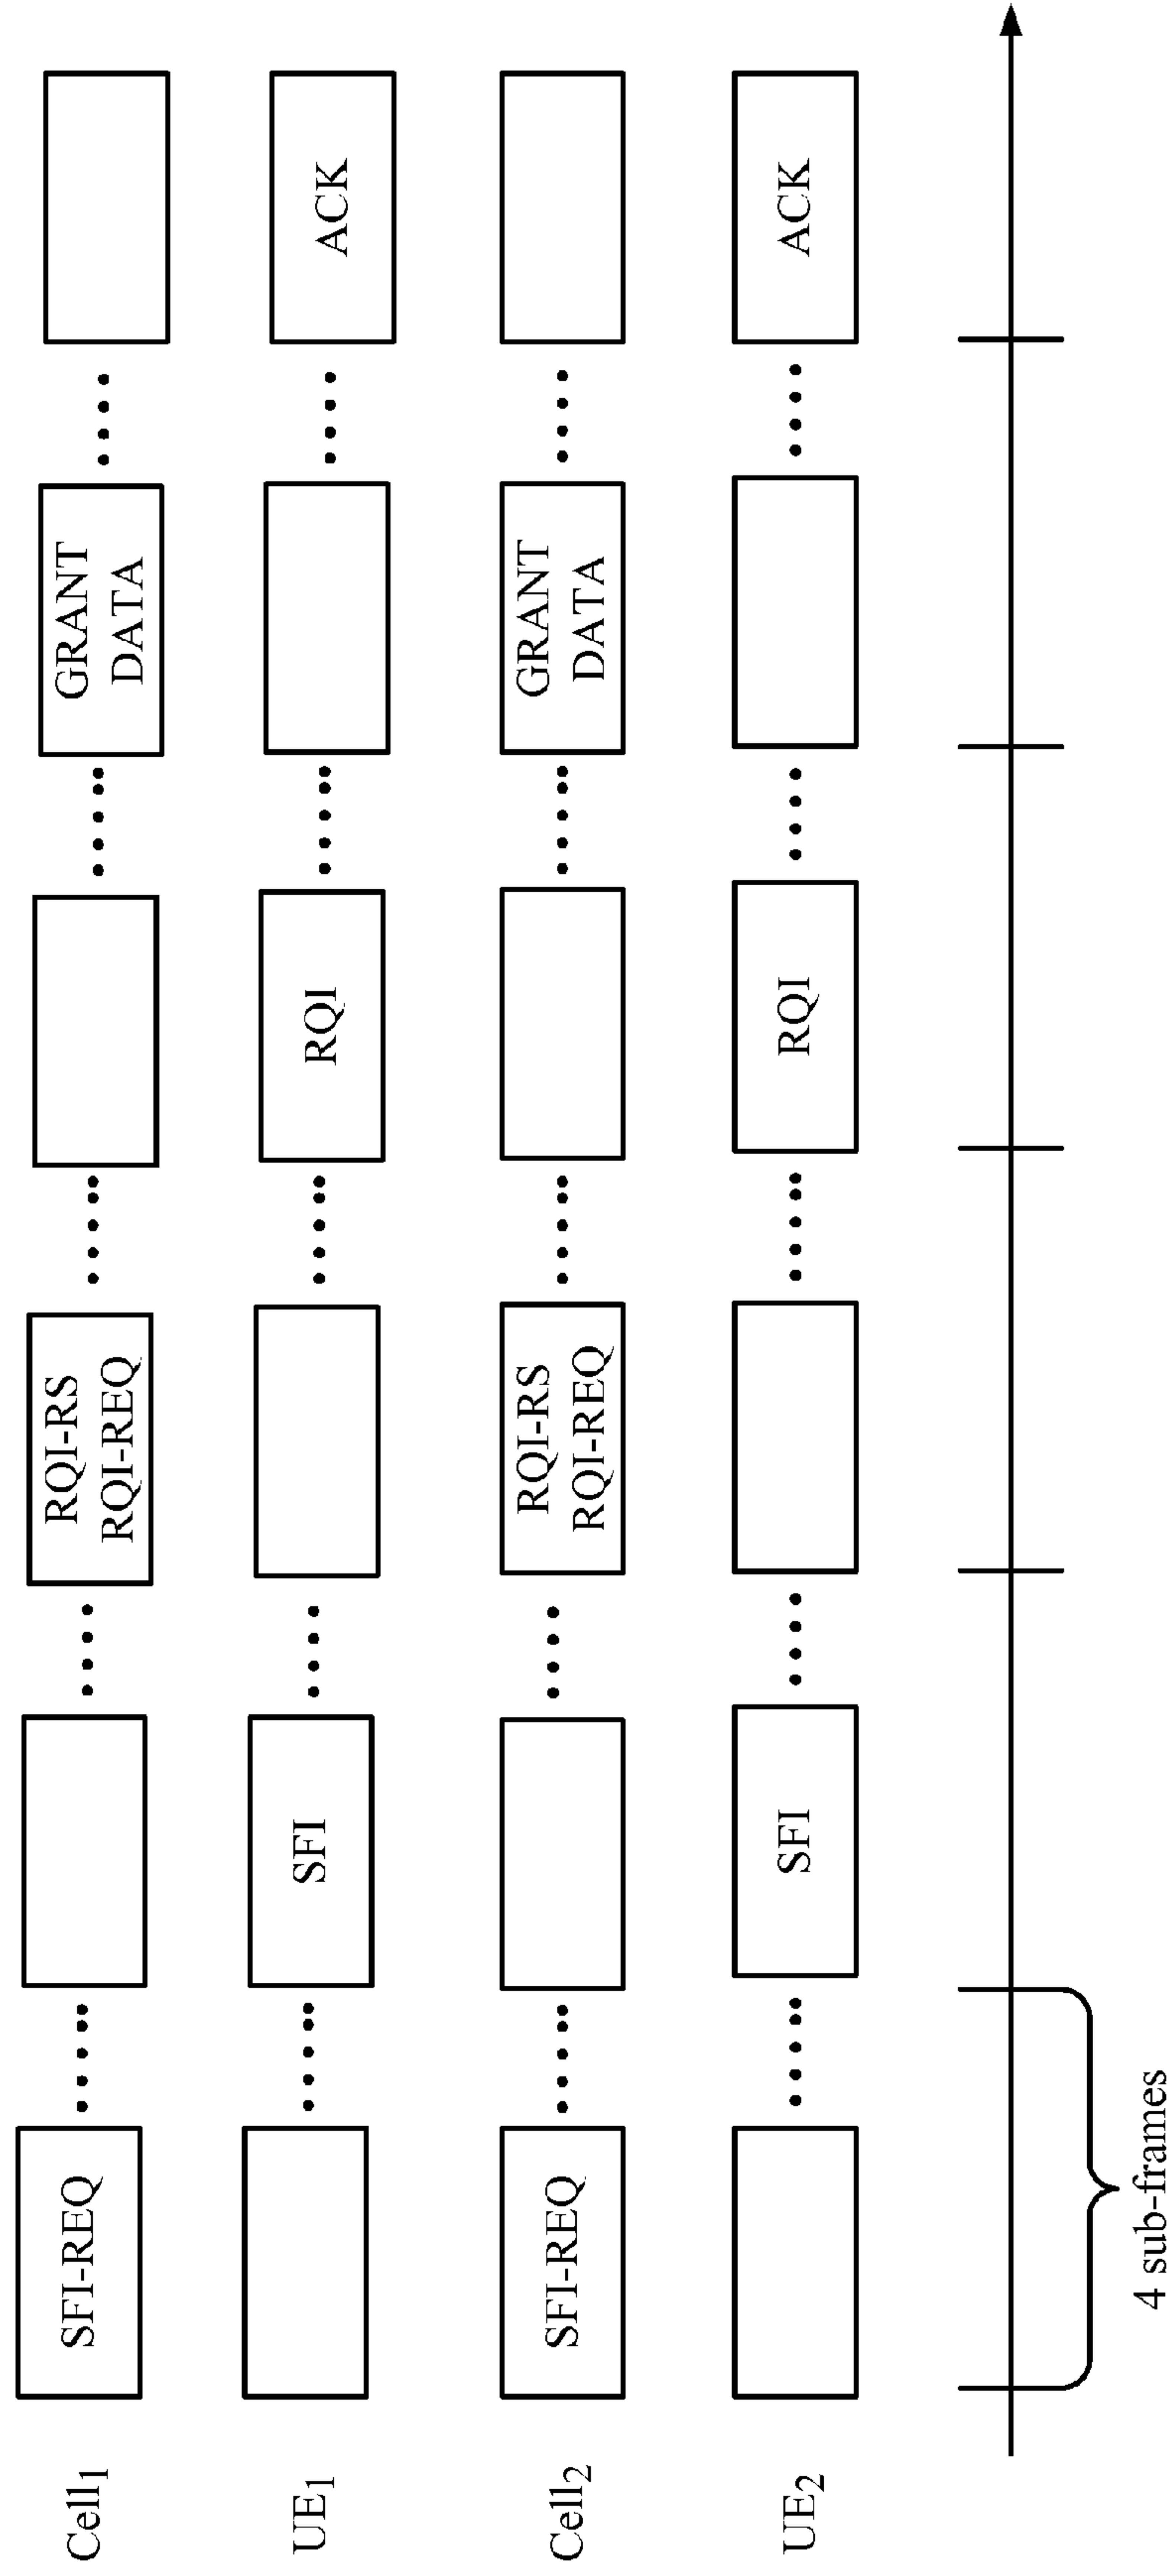 Cell1
SFI-REQ
RQI-RS
RQI-REQ
GRANT
DATA
UE1
SFI
RQI
ACK
Cell2
SFI-REQ
RQI-RS
RQI-REQ
GRANT
DATA
UE2
SFI
RQI
ACK
4 sub-frames